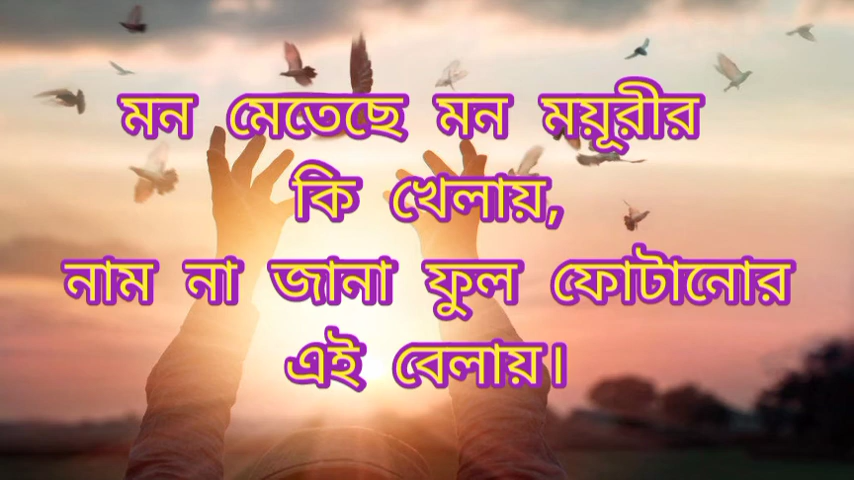 মন মেতেছে মন ময়ূরীর
কি খেলায়,
নাম না জানা ফুল ফোটানোর
এই বেলায়।